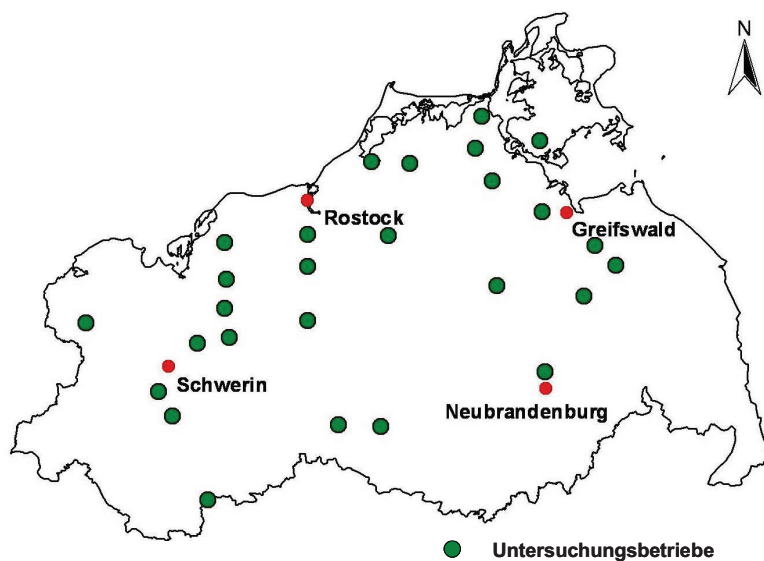 N
Rostock
Greifswald
Schwerin
Neubrandenburg
Untersuchungsbetriebe